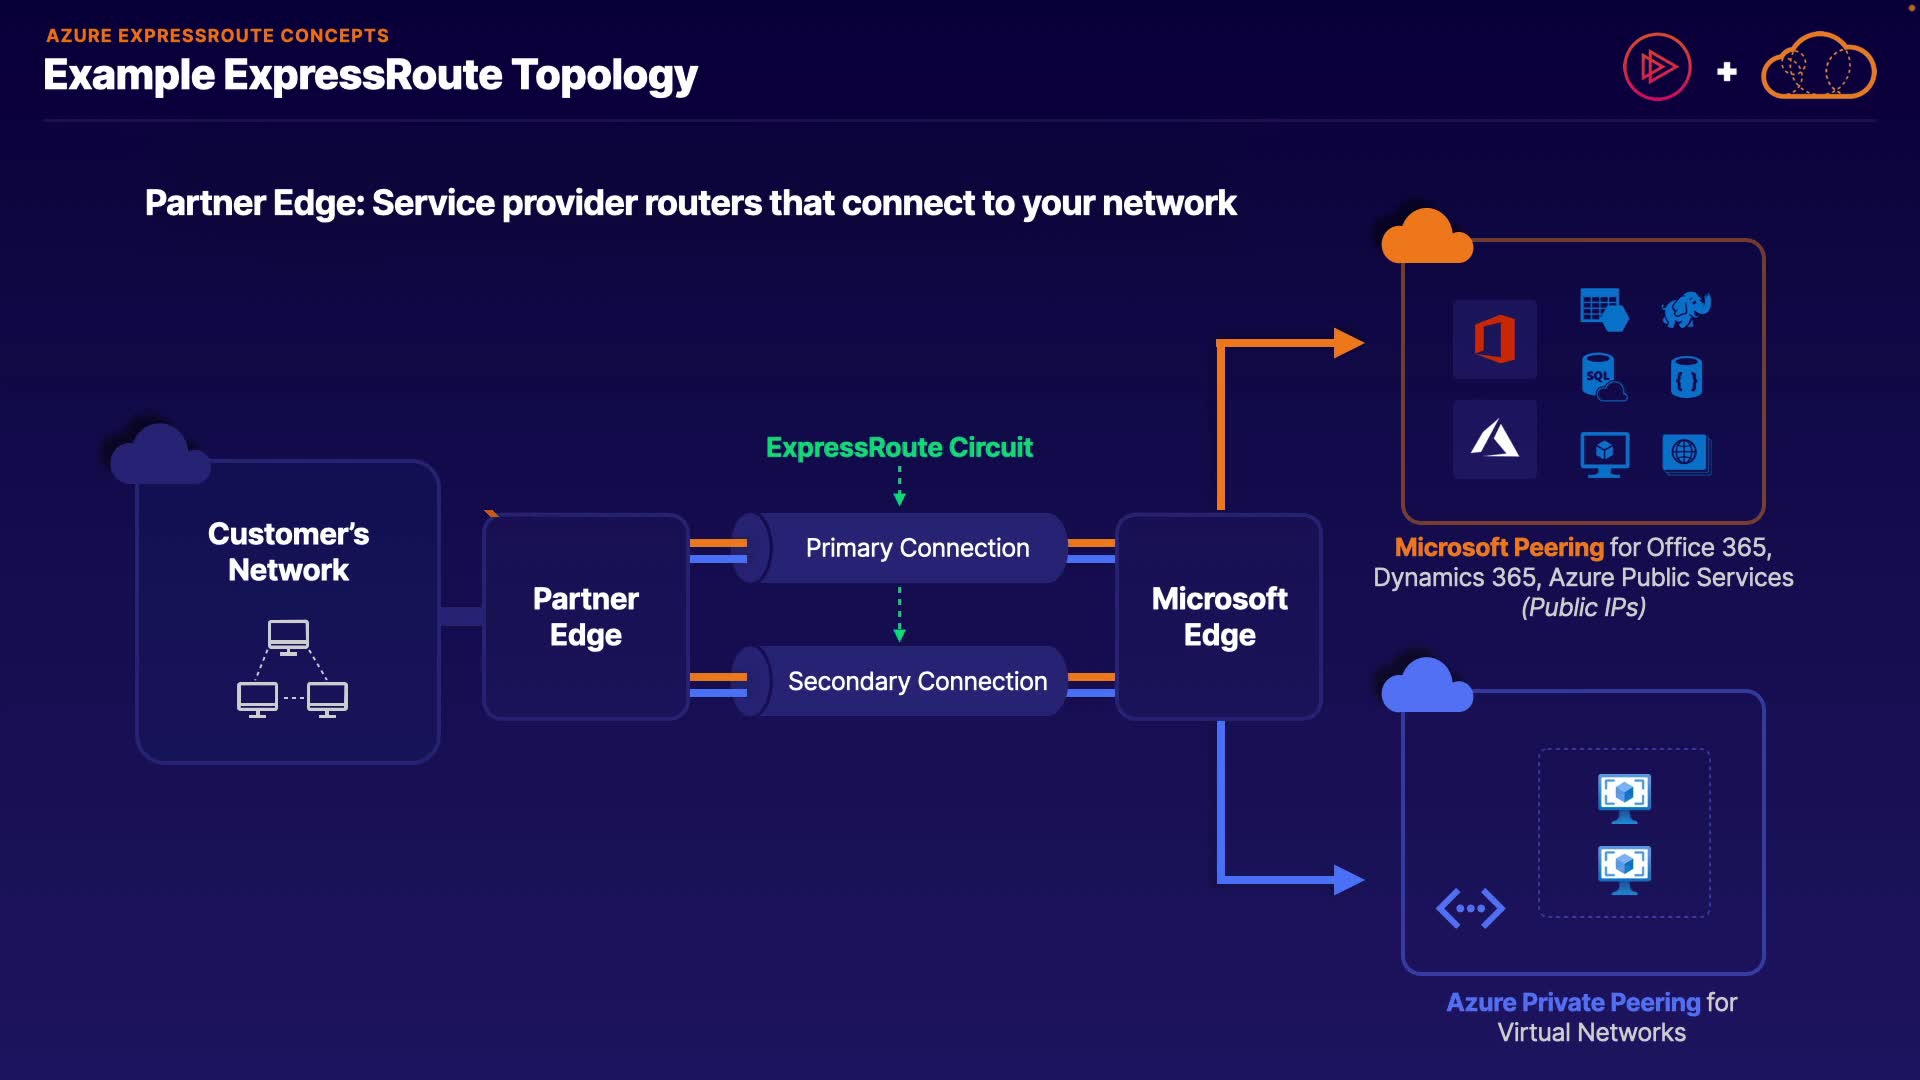 AZURE EXPRESSROUTE CONCEPTS
Example ExpressRoute Topology
Partner Edge: Service provider routers that connect to your network
Customer's
Network
Partner
Edge
ExpressRoute Circuit
Primary Connection
Secondary Connection
Microsoft
Edge
SQL
{ }
Microsoft Peering for Office 365,
Dynamics 365, Azure Public Services
(Public IPs)
Azure Private Peering for
Virtual Networks